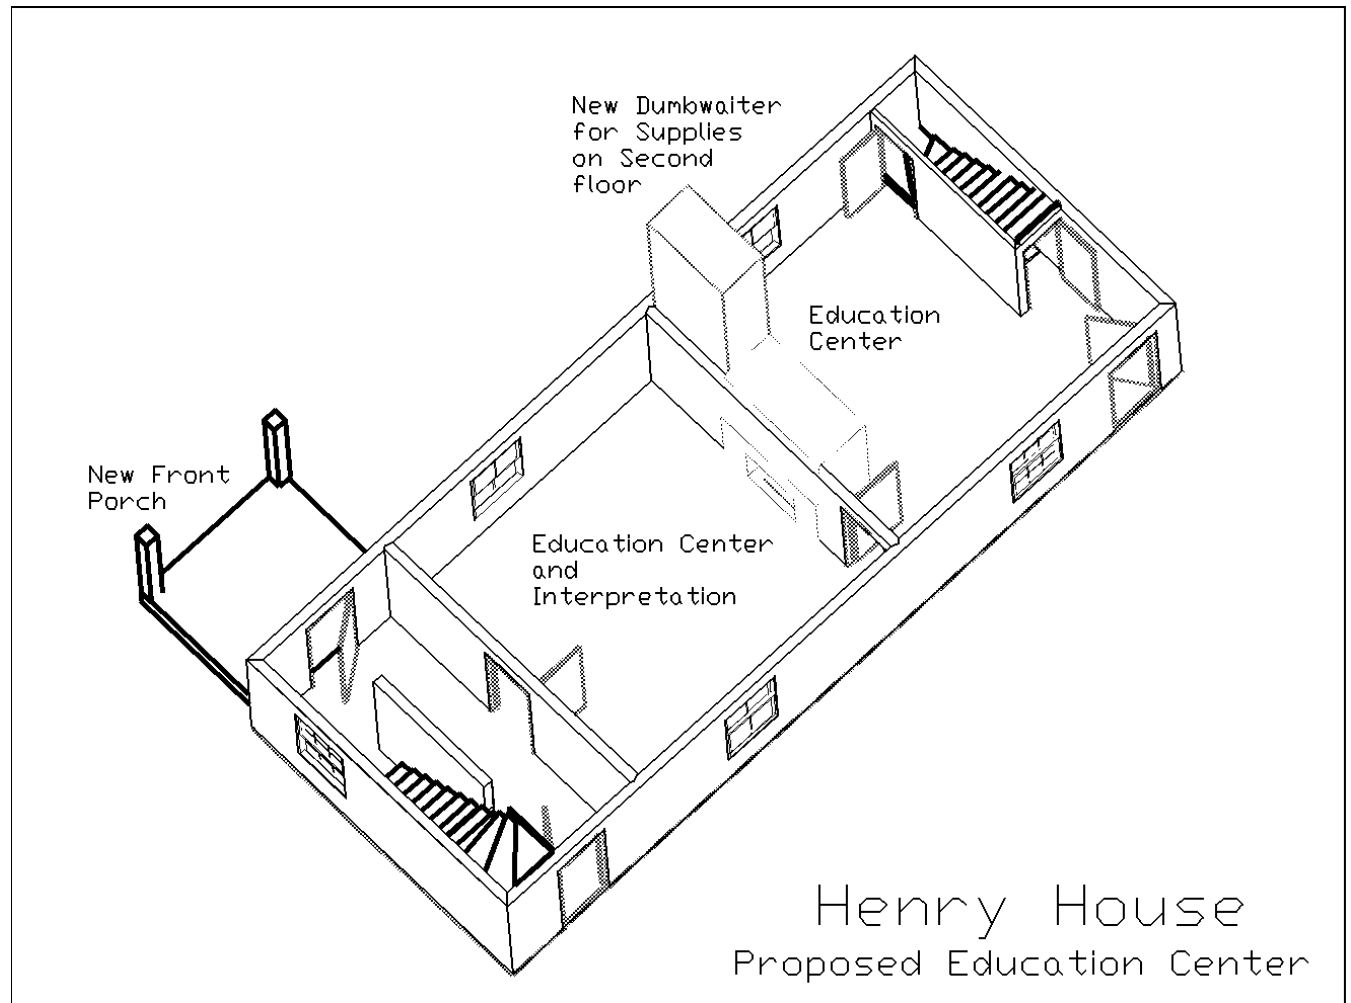 New Dumbwaiter
for Supplies
on Second
floor
Education
Center
New Front
Porch
Education Center
and
Interpretation
Henry House
Proposed Education Center